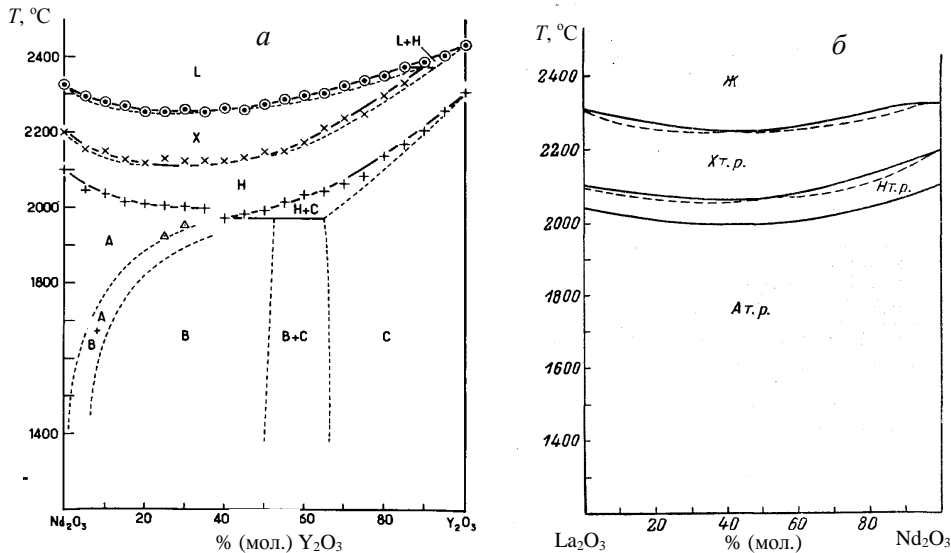 T, °C
а
2400
2200
2000
1800
1600
1400
L
L+H
X
H
H+C
A
A
+
B
B
B+C
C
Nd₂O₃
20
40
60
80
Y₂O₃
% (мол.) Y₂O₃
T, °C
б
2400
2200
2000
1800
1600
1400
Ж
Хт.р.
Нт.р.
Ат.р.
La₂O₃
20
40
60
80
Nd₂O₃
% (мол.)